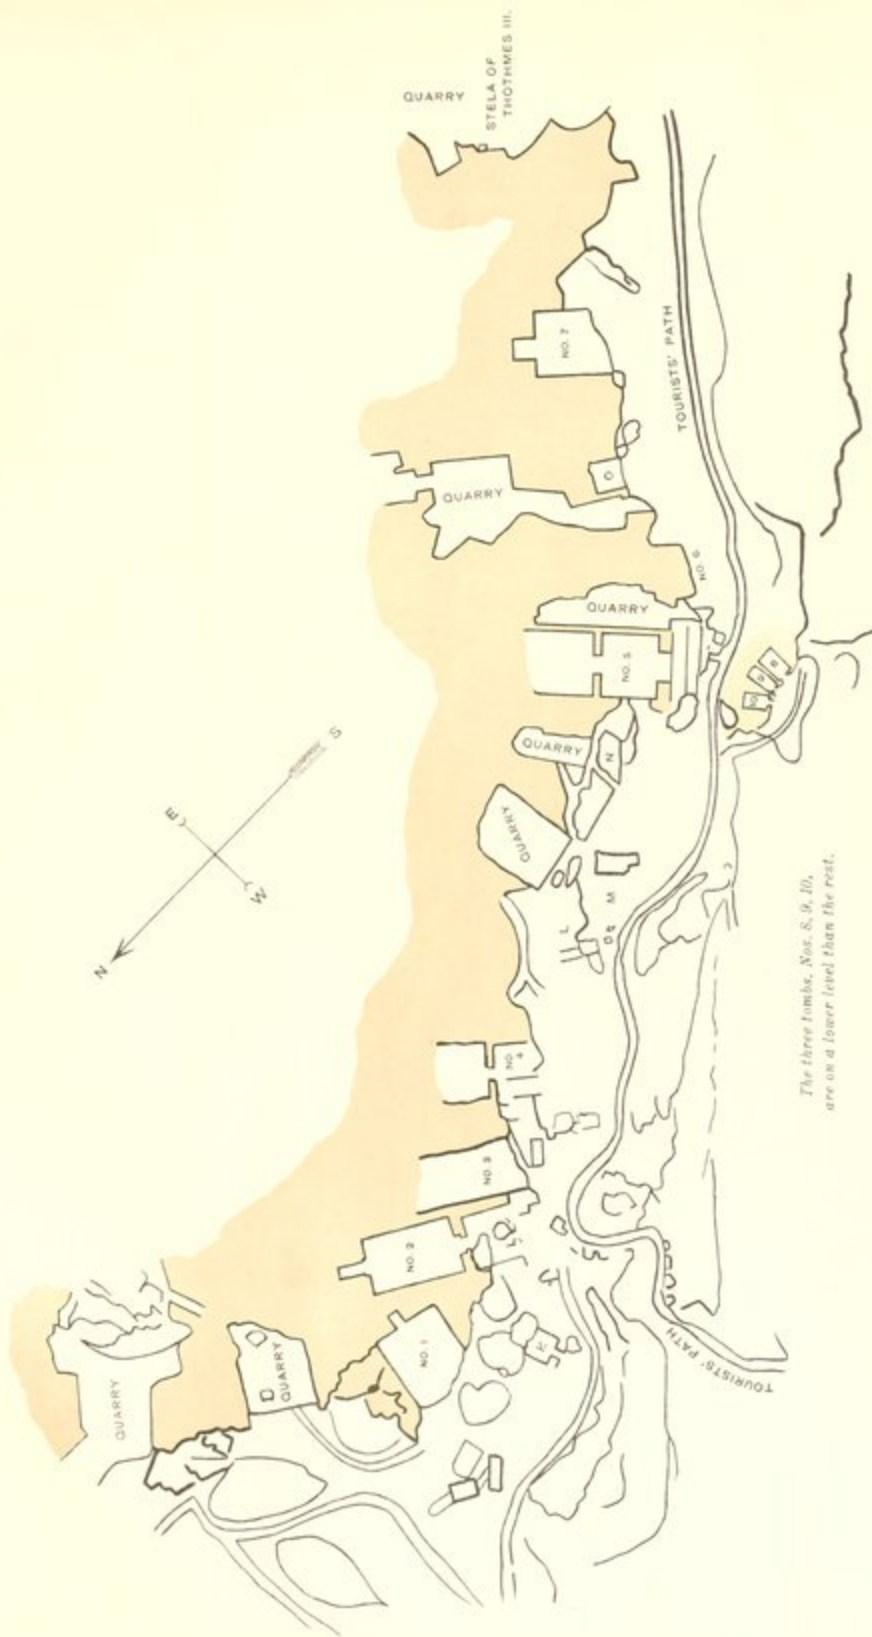 QUARRY
STELA OF
THOTHMES III.
NO. 7
TOURISTS' PATH
QUARRY
O
NO. 6
QUARRY
NO. 5
QUARRY
N
QUARRY
S
E
W
N
M
L
NO.
4
NO. 3
NO. 2
NO. 1
K
QUARRY
QUARRY
TOURISTS' PATH
The three tombs, Nos. 8, 9, 10,
are on a lower level than the rest.